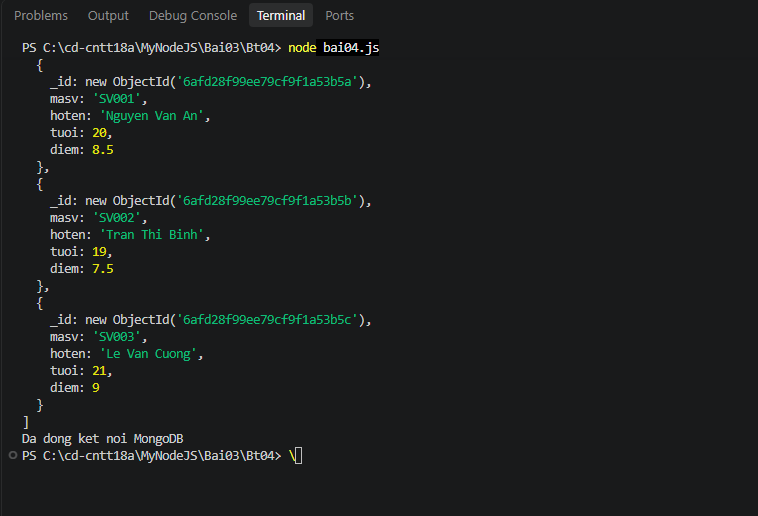 Problems Output Debug Console Terminal Ports
PS C:\cd-cntt18a\MyNodeJS\Bai03\Bt04> node bai04.js
{
_id: new ObjectId('6afd28f99ee79cf9f1a53b5a'),
masv: 'SV001',
hoten: 'Nguyen Van An',
tuoi: 20,
diem: 8.5
},
{
_id: new ObjectId('6afd28f99ee79cf9f1a53b5b'),
masv: 'SV002',
hoten: 'Tran Thi Binh',
tuoi: 19,
diem: 7.5
},
{
_id: new ObjectId('6afd28f99ee79cf9f1a53b5c'),
masv: 'SV003',
hoten: 'Le Van Cuong',
tuoi: 21,
diem: 9
}
]
Da dong ket noi MongoDB
PS C:\cd-cntt18a\MyNodeJS\Bai03\Bt04> \